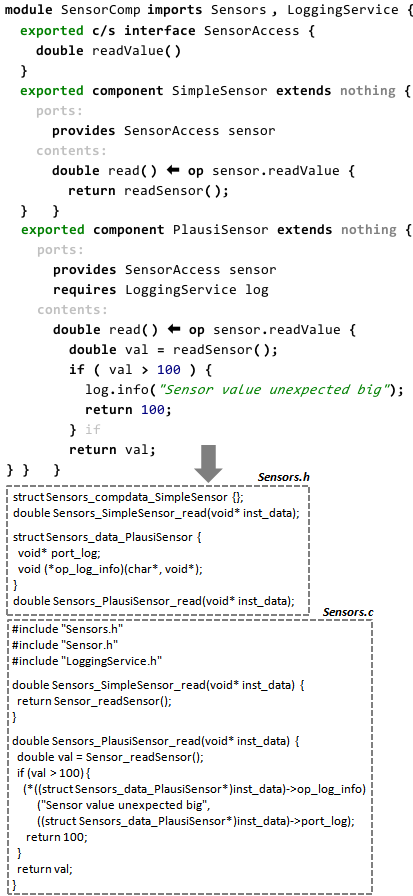 module SensorComp imports Sensors , LoggingService {
exported c/s interface SensorAccess {
double readValue()
}
exported component SimpleSensor extends nothing {
ports:
provides SensorAccess sensor
contents:
double read() ← op sensor.readValue {
return readSensor();
} }
exported component PlausiSensor extends nothing {
ports:
provides SensorAccess sensor
requires LoggingService log
contents:
double read() ← op sensor.readValue {
double val = readSensor();
if ( val > 100 ) {
log.info("Sensor value unexpected big");
return 100;
} if
return val;
} } }
Sensors.h
struct Sensors_compdata_SimpleSensor {};
double Sensors_SimpleSensor_read(void* inst_data);
struct Sensors_data_PlausiSensor {
void* port_log;
void (*op_log_info)(char*, void*);
}
double Sensors_PlausiSensor_read(void* inst_data);
Sensors.c
#include "Sensors.h"
#include "Sensor.h"
#include "LoggingService.h"
double Sensors_SimpleSensor_read(void* inst_data) {
return Sensor_readSensor();
}
double Sensors_PlausiSensor_read(void* inst_data) {
double val = Sensor_readSensor();
if (val > 100) {
(*((struct Sensors_data_PlausiSensor*)inst_data)->op_log_info)
("Sensor value unexpected big",
((struct Sensors_data_PlausiSensor*)inst_data)->port_log);
return 100;
}
return val;
}